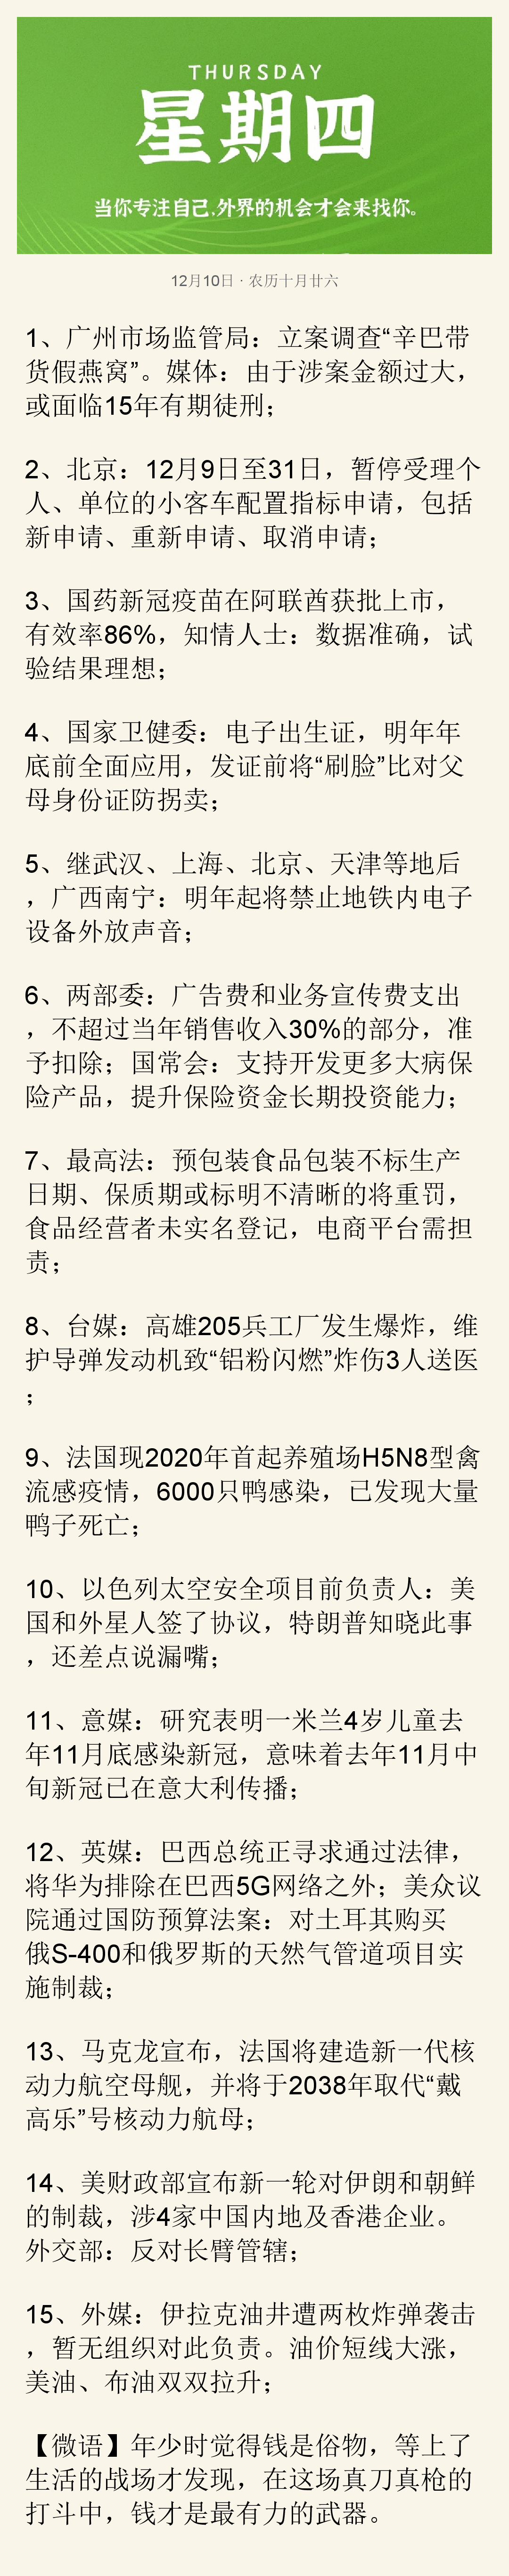 THURSDAY
星期四
当你专注自己,外界的机会才会来找你。
12月10日 · 农历十月廿六
1、广州市场监管局：立案调查“辛巴带
货假燕窝”。媒体：由于涉案金额过大，
或面临15年有期徒刑；
2、北京：12月9日至31日，暂停受理个
人、单位的小客车配置指标申请，包括
新申请、重新申请、取消申请；
3、国药新冠疫苗在阿联酋获批上市，
有效率86%，知情人士：数据准确，试
验结果理想；
4、国家卫健委：电子出生证，明年年
底前全面应用，发证前将“刷脸”比对父
母身份证防拐卖；
5、继武汉、上海、北京、天津等地后
，广西南宁：明年起将禁止地铁内电子
设备外放声音；
6、两部委：广告费和业务宣传费支出
，不超过当年销售收入30%的部分，准
予扣除；国常会：支持开发更多大病保
险产品，提升保险资金长期投资能力；
7、最高法：预包装食品包装不标生产
日期、保质期或标明不清晰的将重罚，
食品经营者未实名登记，电商平台需担
责；
8、台媒：高雄205兵工厂发生爆炸，维
护导弹发动机致“铝粉闪燃”炸伤3人送医
；
9、法国现2020年首起养殖场H5N8型禽
流感疫情，6000只鸭感染，已发现大量
鸭子死亡；
10、以色列太空安全项目前负责人：美
国和外星人签了协议，特朗普知晓此事
，还差点说漏嘴；
11、意媒：研究表明一米兰4岁儿童去
年11月底感染新冠，意味着去年11月中
旬新冠已在意大利传播；
12、英媒：巴西总统正寻求通过法律，
将华为排除在巴西5G网络之外；美众议
院通过国防预算法案：对土耳其购买
俄S-400和俄罗斯的天然气管道项目实
施制裁；
13、马克龙宣布，法国将建造新一代核
动力航空母舰，并将于2038年取代“戴
高乐”号核动力航母；
14、美财政部宣布新一轮对伊朗和朝鲜
的制裁，涉4家中国内地及香港企业。
外交部：反对长臂管辖；
15、外媒：伊拉克油井遭两枚炸弹袭击
，暂无组织对此负责。油价短线大涨，
美油、布油双双拉升；
【微语】年少时觉得钱是俗物，等上了
生活的战场才发现，在这场真刀真枪的
打斗中，钱才是最有力的武器。